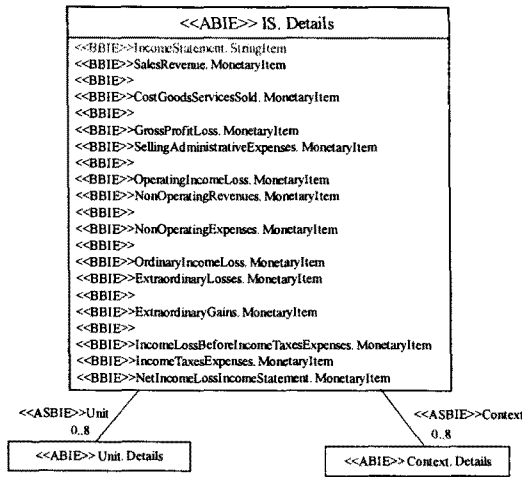 <<ABIE>> IS. Details
<<BBIE>>IncomeStatement. StringItem
<<BBIE>>SalesRevenue. MonetaryItem
<<BBIE>>
<<BBIE>>CostGoodsServicesSold. MonetaryItem
<<BBIE>>
<<BBIE>>GrossProfitLoss. MonetaryItem
<<BBIE>>SellingAdministrativeExpenses. MonetaryItem
<<BBIE>>
<<BBIE>>OperatingIncomeLoss. MonetaryItem
<<BBIE>>NonOperatingRevenues. MonetaryItem
<<BBIE>>
<<BBIE>>NonOperatingExpenses. MonetaryItem
<<BBIE>>
<<BBIE>>OrdinaryIncomeLoss. MonetaryItem
<<BBIE>>ExtraordinaryLosses. MonetaryItem
<<BBIE>>
<<BBIE>>ExtraordinaryGains. MonetaryItem
<<BBIE>>
<<BBIE>>IncomeLossBeforeIncomeTaxesExpenses. MonetaryItem
<<BBIE>>IncomeTaxesExpenses. MonetaryItem
<<BBIE>>NetIncomeLossIncomeStatement. MonetaryItem
<<ASBIE>>Unit
0..8
<<ASBIE>>Context
0..8
<<ABIE>> Unit. Details
<<ABIE>> Context. Details